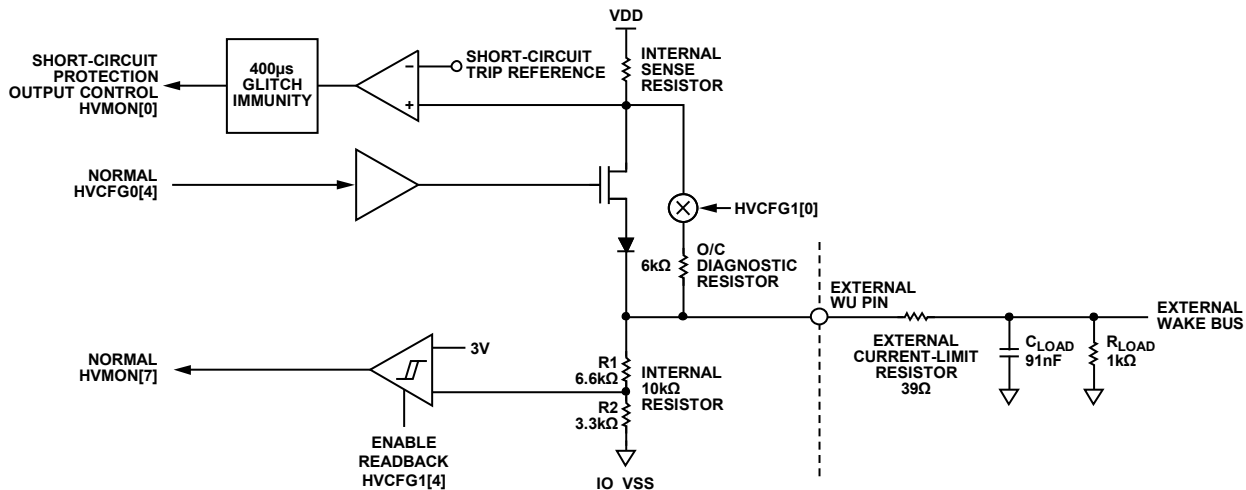 VDD
SHORT-CIRCUIT
PROTECTION
OUTPUT CONTROL
HVMON[0]
400µs
GLITCH
IMMUNITY
–
+
SHORT-CIRCUIT
TRIP REFERENCE
INTERNAL
SENSE
RESISTOR
NORMAL
HVCFG0[4]
HVCFG1[0]
6kΩ
O/C
DIAGNOSTIC
RESISTOR
EXTERNAL
WU PIN
EXTERNAL
WAKE BUS
EXTERNAL
CURRENT-LIMIT
RESISTOR
39Ω
CLOAD
91nF
RLOAD
1kΩ
NORMAL
HVMON[7]
3V
R1
6.6kΩ
INTERNAL
10kΩ
RESISTOR
R2
3.3kΩ
ENABLE
READBACK
HVCFG1[4]
IO_VSS